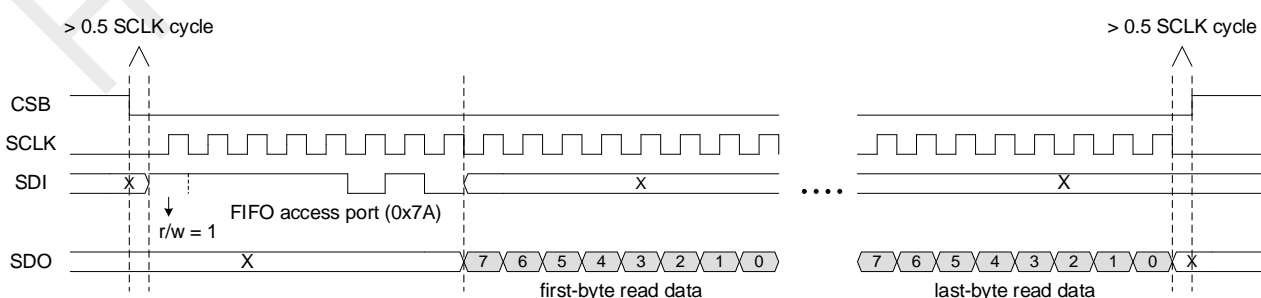 > 0.5 SCLK cycle > 0.5 SCLK cycle
CSB
SCLK
SDI X X .... X
FIFO access port (0x7A)
r/w = 1
SDO X 7 6 5 4 3 2 1 0 7 6 5 4 3 2 1 0 X
first-byte read data last-byte read data